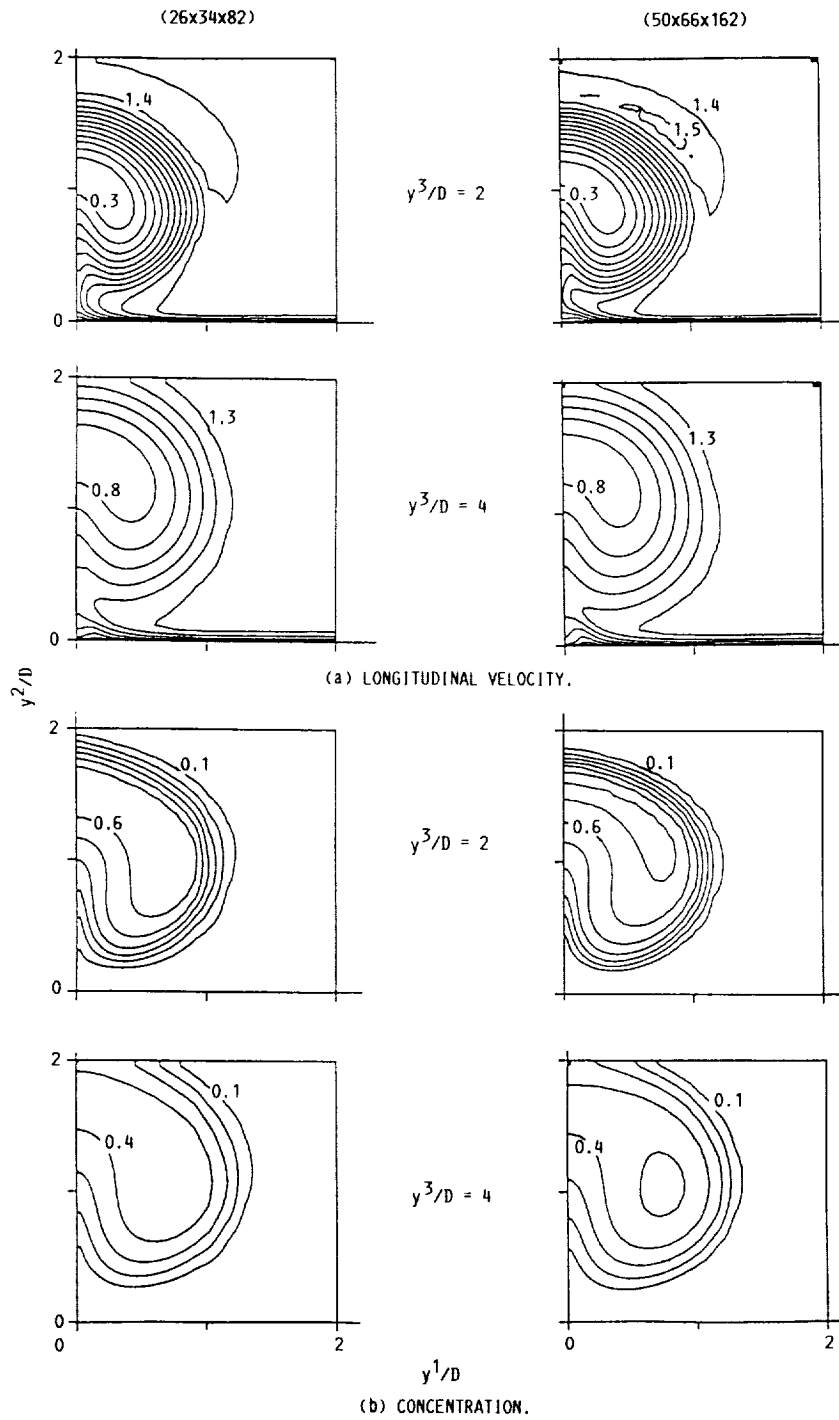 (26x34x82) (50x66x162)
2
1.4 1.4
1.5
0.3 y³/D = 2 0.3
0
2
1.3 1.3
0.8 y³/D = 4 0.8
0
y²/D
(a) LONGITUDINAL VELOCITY.
2
0.1 0.1
0.6 y³/D = 2 0.6
0
2
0.1 0.1
0.4 y³/D = 4 0.4
0
0 2 0 2
y¹/D
(b) CONCENTRATION.